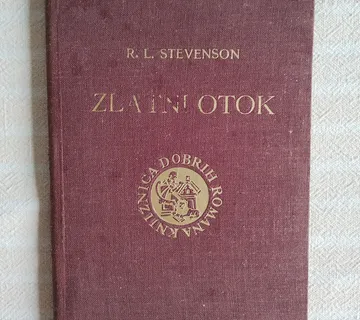 R. L. STEVENSON
ZLATNI OTOK
KNJIŽNICA DOBRIH ROMANA